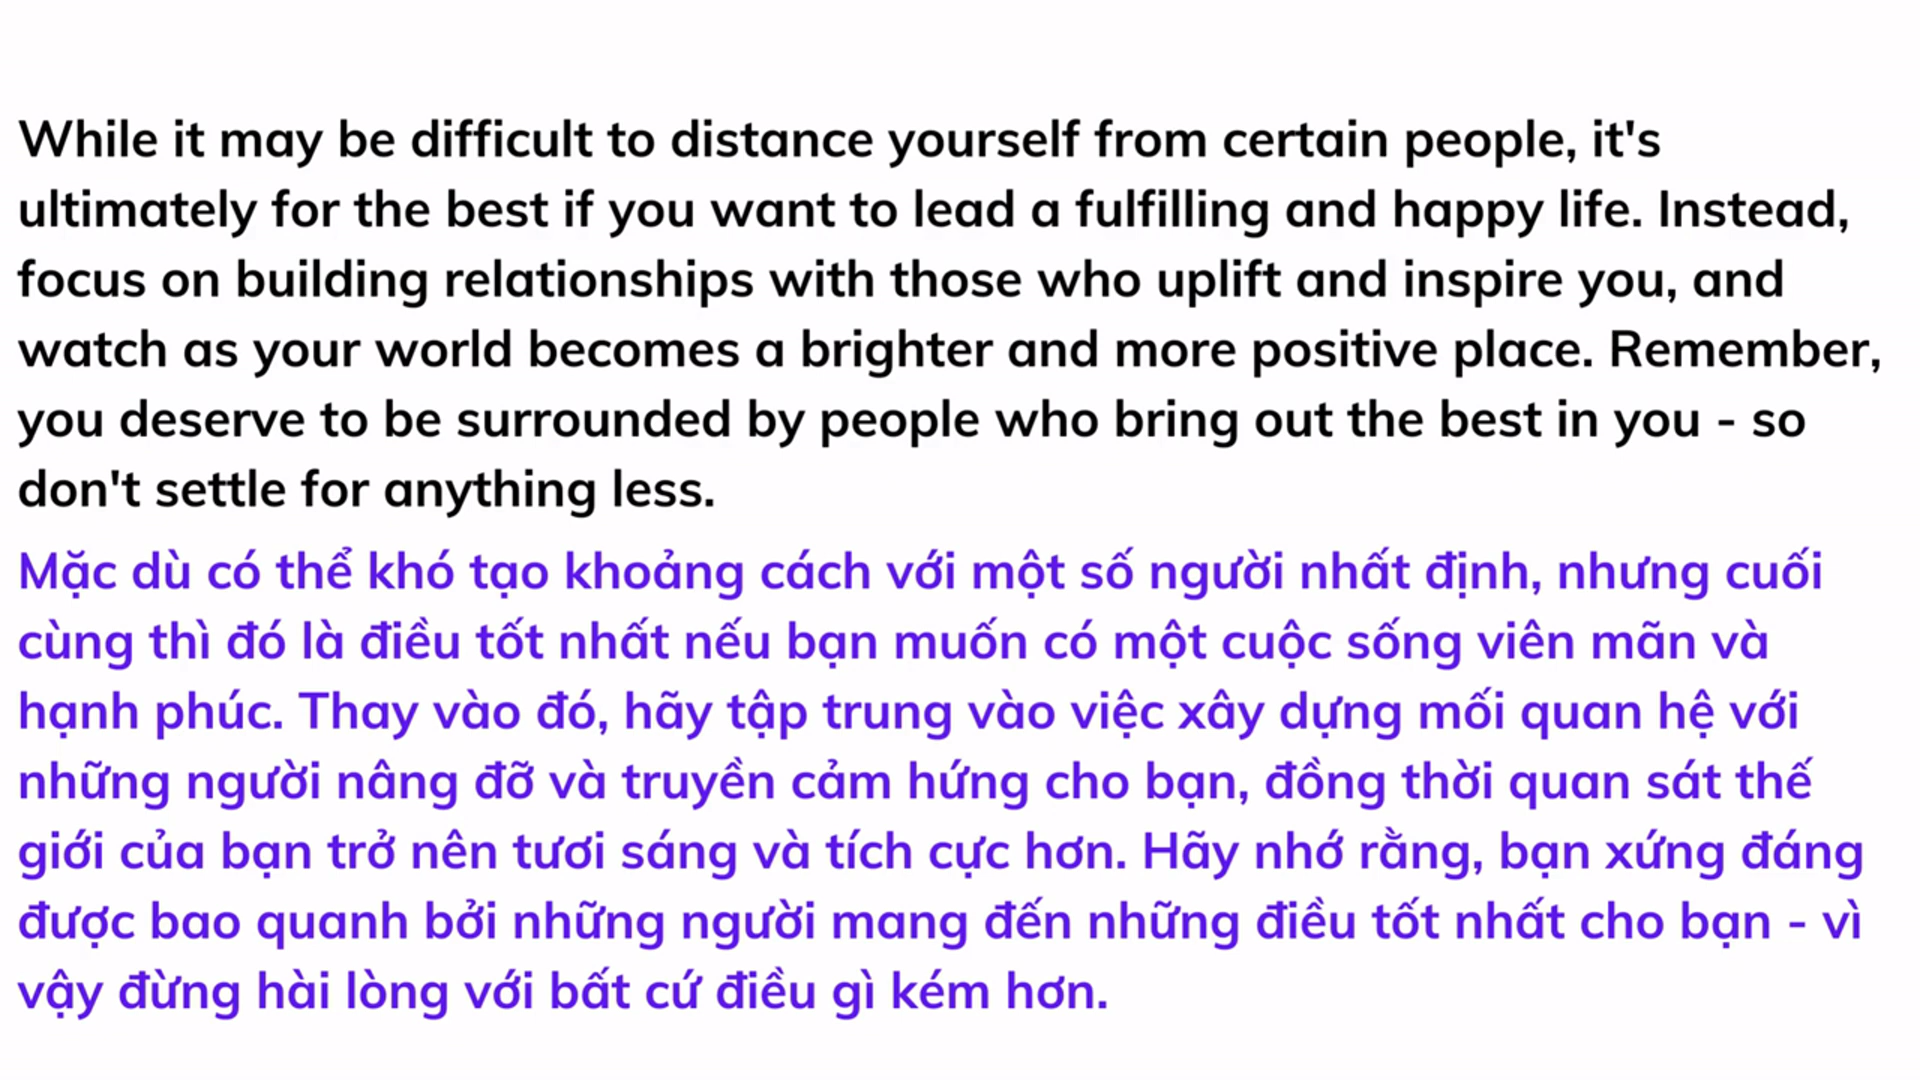 While it may be difficult to distance yourself from certain people, it's
ultimately for the best if you want to lead a fulfilling and happy life. Instead,
focus on building relationships with those who uplift and inspire you, and
watch as your world becomes a brighter and more positive place. Remember,
you deserve to be surrounded by people who bring out the best in you - so
don't settle for anything less.
Mặc dù có thể khó tạo khoảng cách với một số người nhất định, nhưng cuối
cùng thì đó là điều tốt nhất nếu bạn muốn có một cuộc sống viên mãn và
hạnh phúc. Thay vào đó, hãy tập trung vào việc xây dựng mối quan hệ với
những người nâng đỡ và truyền cảm hứng cho bạn, đồng thời quan sát thế
giới của bạn trở nên tươi sáng và tích cực hơn. Hãy nhớ rằng, bạn xứng đáng
được bao quanh bởi những người mang đến những điều tốt nhất cho bạn - vì
vậy đừng hài lòng với bất cứ điều gì kém hơn.